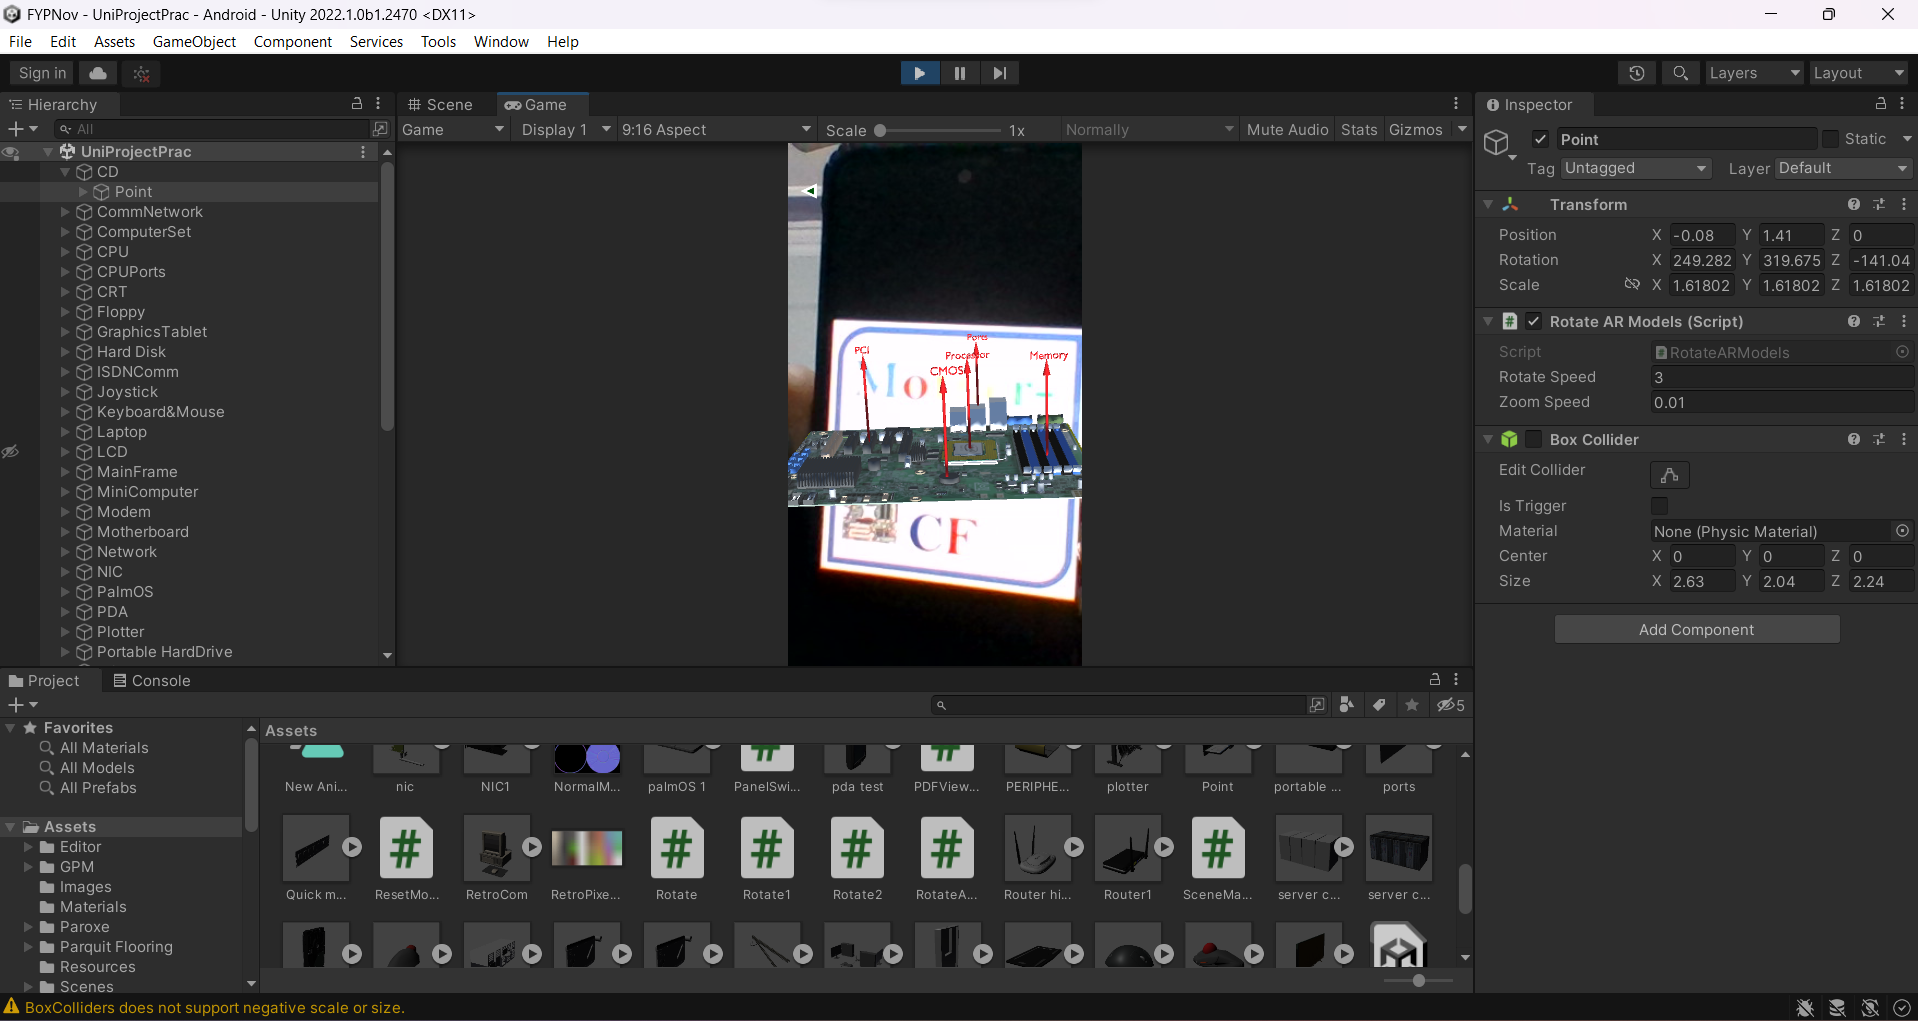 FYPNov - UniProjectPrac - Android - Unity 2022.1.0b1.2470 <DX11>
File Edit Assets GameObject Component Services Tools Window Help
Sign in
Layers
Layout
Hierarchy
All
UniProjectPrac
CD
Point
CommNetwork
ComputerSet
CPU
CPUPorts
CRT
Floppy
GraphicsTablet
Hard Disk
ISDNComm
Joystick
Keyboard&Mouse
Laptop
LCD
MainFrame
MiniComputer
Modem
Motherboard
Network
NIC
PalmOS
PDA
Plotter
Portable HardDrive
Scene Game
Game Display 1 9:16 Aspect Scale 1x Normally Mute Audio Stats Gizmos
Ports
PCI Processor Memory
CMOS
CF
Inspector
Point Static
Tag Untagged Layer Default
Transform
Position X -0.08 Y 1.41 Z 0
Rotation X 249.282 Y 319.675 Z -141.04
Scale X 1.61802 Y 1.61802 Z 1.61802
# Rotate AR Models (Script)
Script RotateARModels
Rotate Speed 3
Zoom Speed 0.01
Box Collider
Edit Collider
Is Trigger
Material None (Physic Material)
Center X 0 Y 0 Z 0
Size X 2.63 Y 2.04 Z 2.24
Add Component
Project Console
5
Favorites
All Materials
All Models
All Prefabs
Assets
Editor
GPM
Images
Materials
Paroxe
Parquit Flooring
Resources
Scenes
Assets
New Ani... nic NIC1 NormalM... palmOS 1 PanelSwi... pda test PDFView... PERIPHE... plotter Point portable ... ports
Quick m... ResetMo... RetroCom RetroPixe... Rotate Rotate1 Rotate2 RotateA... Router hi... Router1 SceneMa... server c... server c...
BoxColliders does not support negative scale or size.